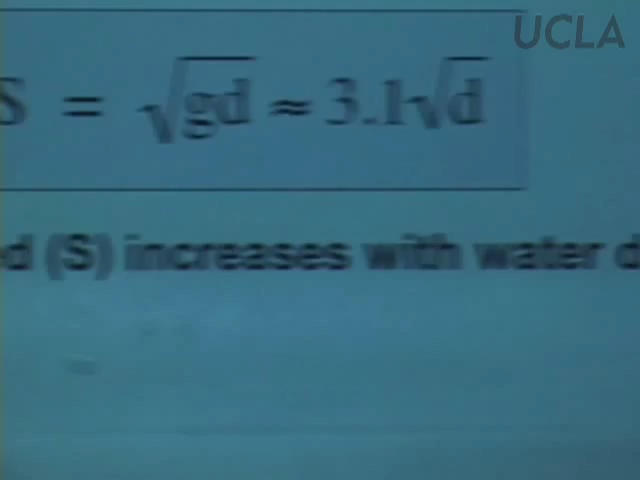 UCLA
S = √gd ≈ 3.1√d
(S) increases with water